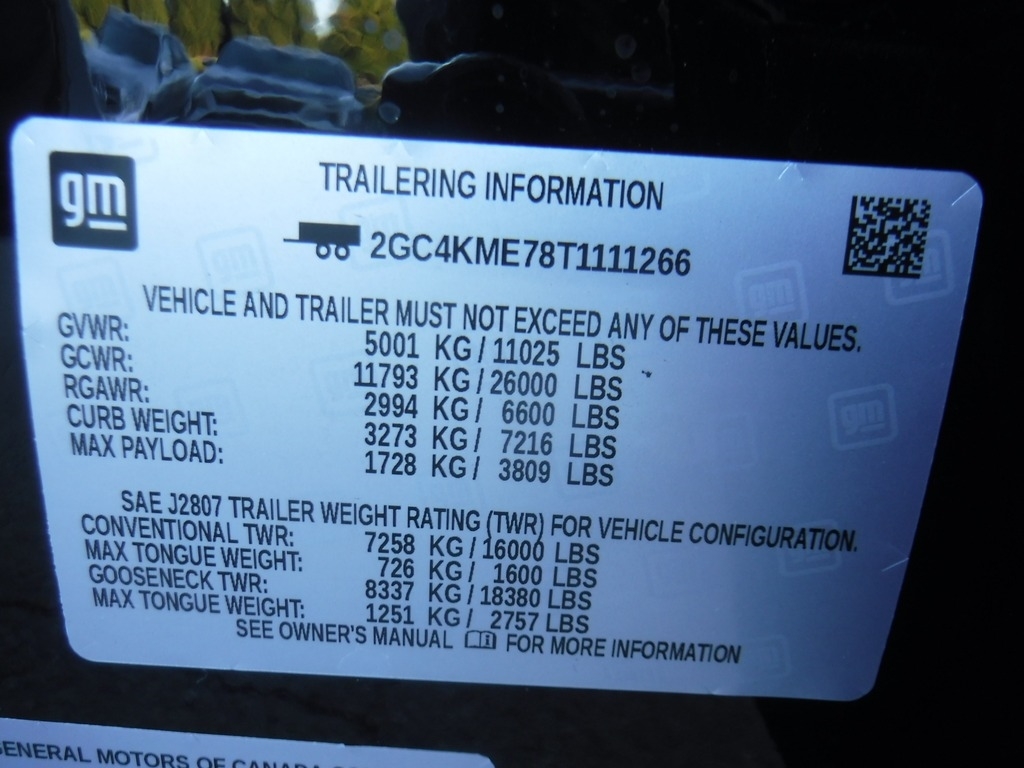 gm
TRAILERING INFORMATION
2GC4KME78T1111266
VEHICLE AND TRAILER MUST NOT EXCEED ANY OF THESE VALUES.
GVWR: 5001 KG/ 11025 LBS
GCWR: 11793 KG/ 26000 LBS
RGAWR: 2994 KG/ 6600 LBS
CURB WEIGHT: 3273 KG/ 7216 LBS
MAX PAYLOAD: 1728 KG/ 3809 LBS
SAE J2807 TRAILER WEIGHT RATING (TWR) FOR VEHICLE CONFIGURATION.
CONVENTIONAL TWR: 7258 KG/ 16000 LBS
MAX TONGUE WEIGHT: 726 KG/ 1600 LBS
GOOSENECK TWR: 8337 KG/ 18380 LBS
MAX TONGUE WEIGHT: 1251 KG/ 2757 LBS
SEE OWNER'S MANUAL FOR MORE INFORMATION
GENERAL MOTORS OF CANADA